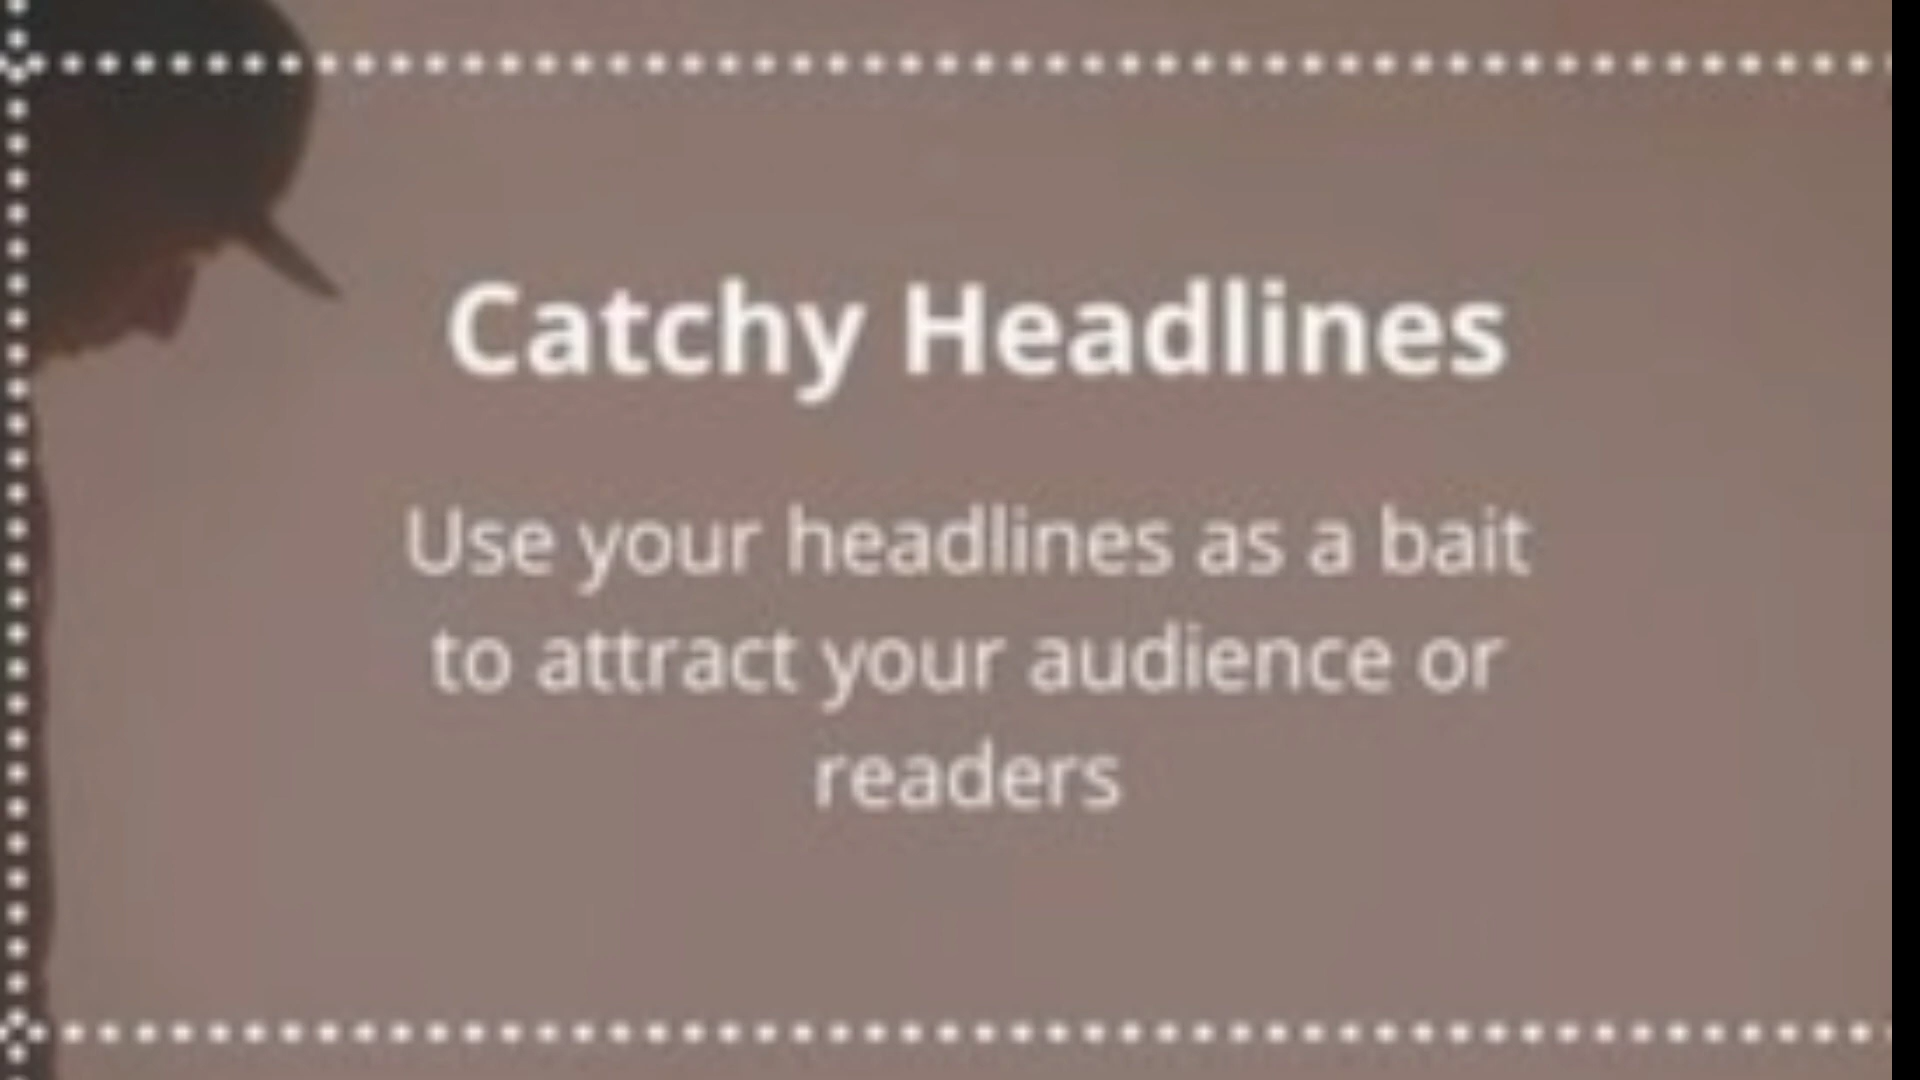 Catchy Headlines
Use your headlines as a bait
to attract your audience or
readers